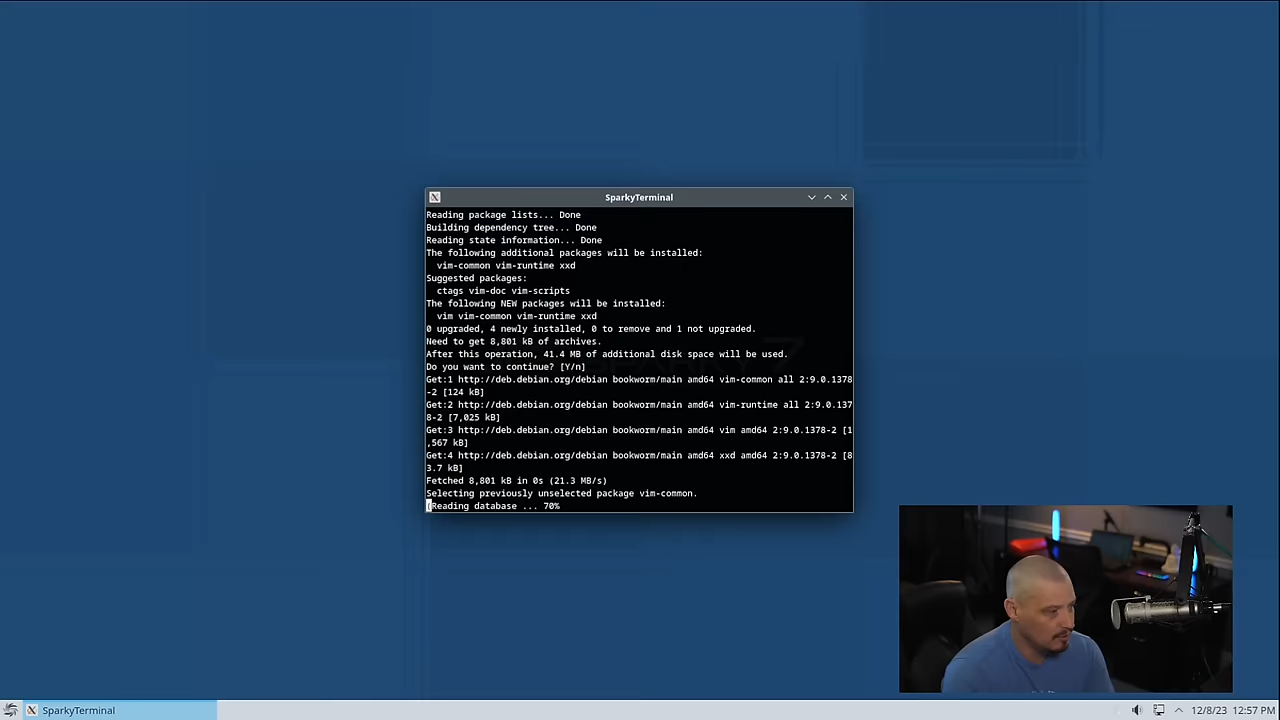 SparkyTerminal
Reading package lists... Done
Building dependency tree... Done
Reading state information... Done
The following additional packages will be installed:
vim-common vim-runtime xxd
Suggested packages:
ctags vim-doc vim-scripts
The following NEW packages will be installed:
vim vim-common vim-runtime xxd
0 upgraded, 4 newly installed, 0 to remove and 1 not upgraded.
Need to get 8,801 kB of archives.
After this operation, 41.4 MB of additional disk space will be used.
Do you want to continue? [Y/n]
Get:1 http://deb.debian.org/debian bookworm/main amd64 vim-common all 2:9.0.1378
-2 [124 kB]
Get:2 http://deb.debian.org/debian bookworm/main amd64 vim-runtime all 2:9.0.137
8-2 [7,025 kB]
Get:3 http://deb.debian.org/debian bookworm/main amd64 vim amd64 2:9.0.1378-2 [1
,567 kB]
Get:4 http://deb.debian.org/debian bookworm/main amd64 xxd amd64 2:9.0.1378-2 [8
3.7 kB]
Fetched 8,801 kB in 0s (21.3 MB/s)
Selecting previously unselected package vim-common.
(Reading database ... 70%
SparkyTerminal
12/8/23 12:57 PM